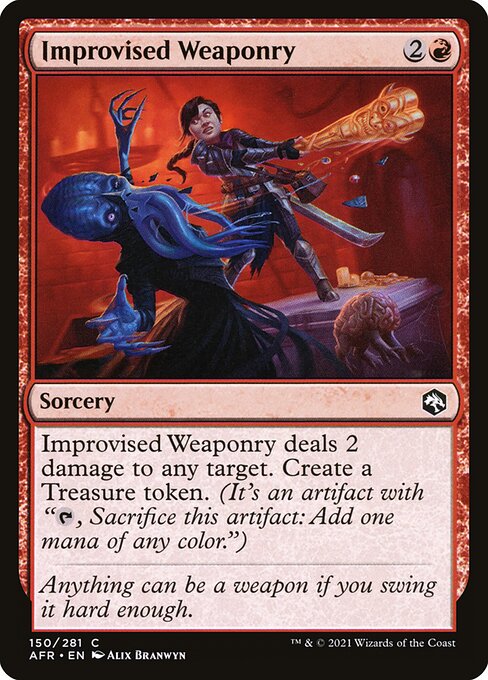 Improvised Weaponry 2
Sorcery
Improvised Weaponry deals 2
damage to any target. Create a
Treasure token. (It's an artifact with
“, Sacrifice this artifact: Add one
mana of any color.”)
Anything can be a weapon if you swing
it hard enough.
150/281 C
™ & © 2021 Wizards of the Coast
AFR • EN Alix Branwyn